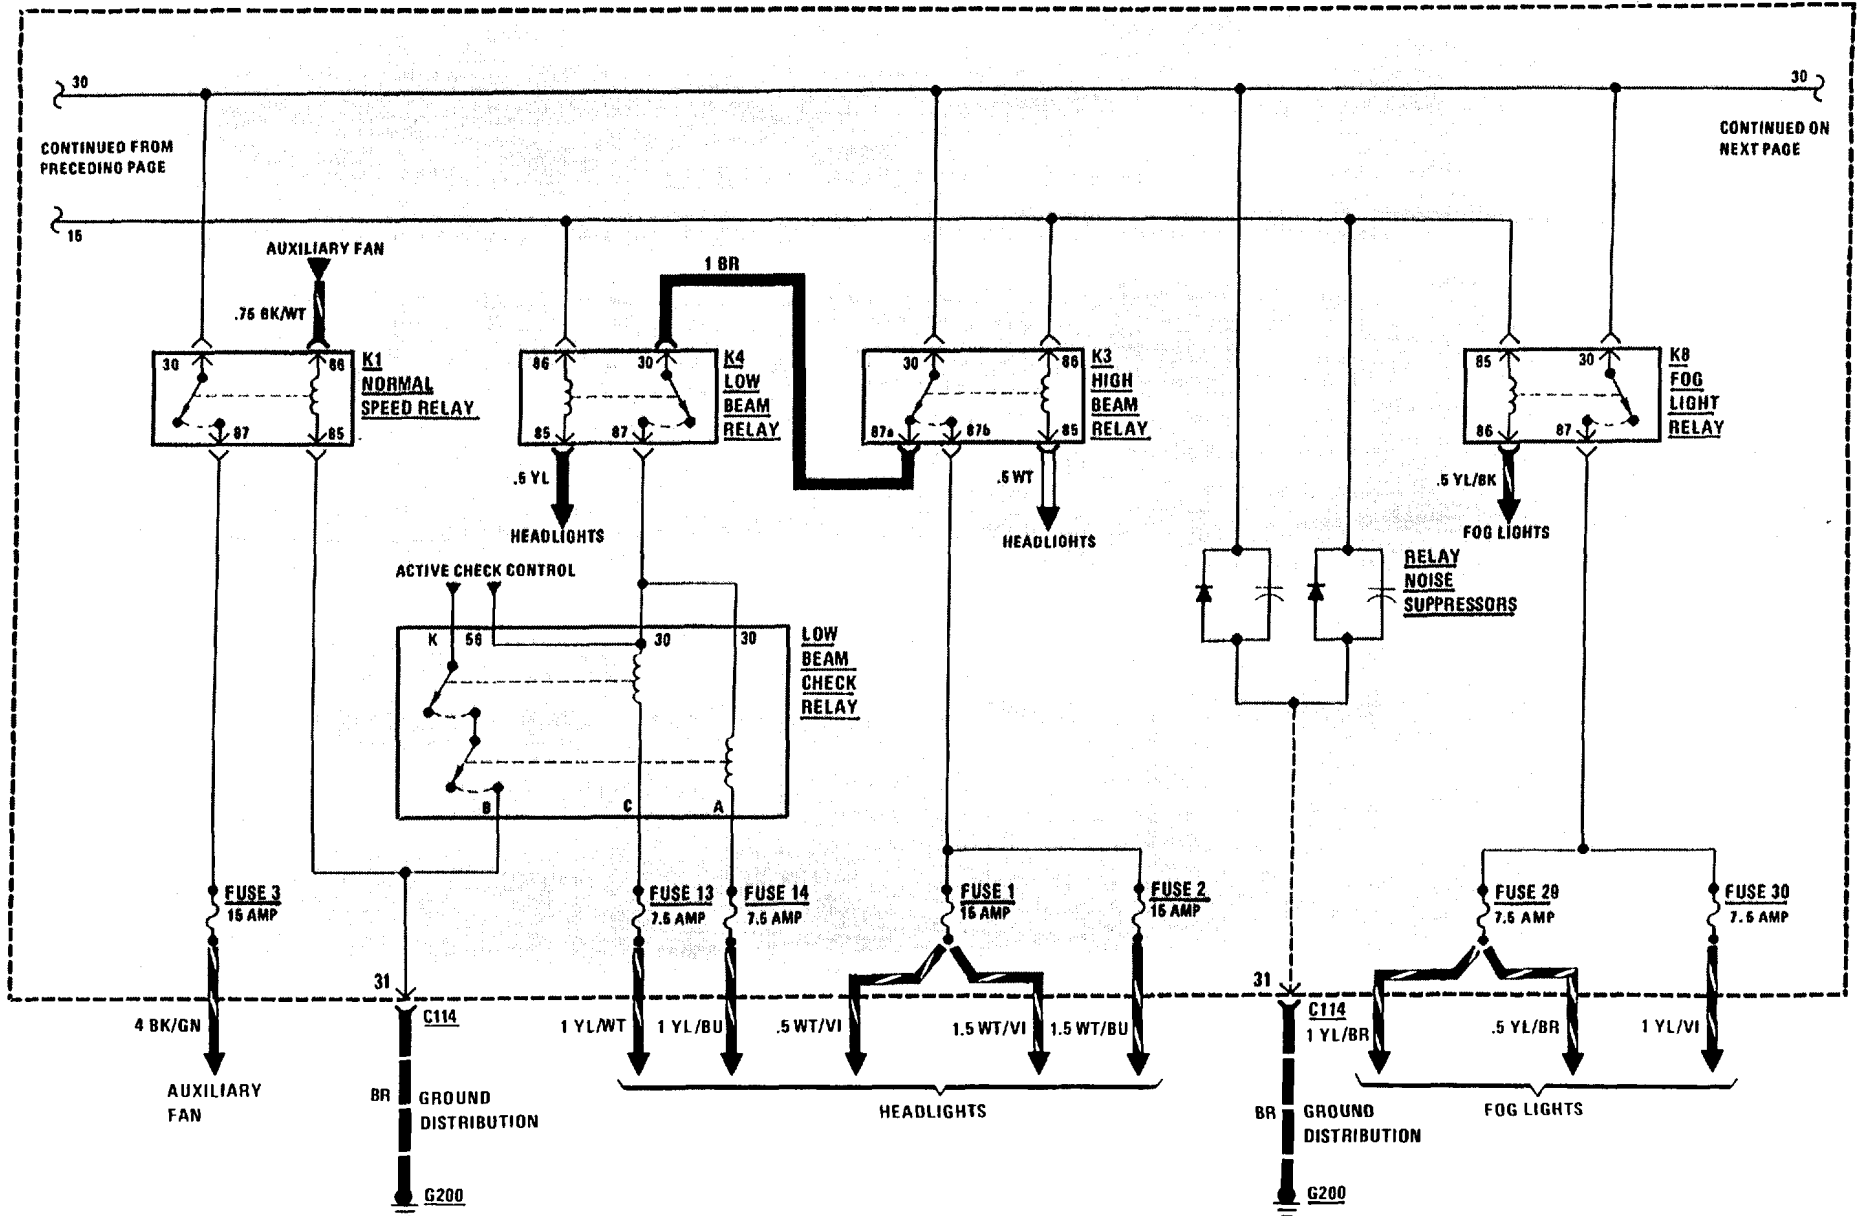 30
30
CONTINUED FROM
PRECEDING PAGE
CONTINUED ON
NEXT PAGE
15
AUXILIARY FAN
.75 BK/WT
1 BR
30
86
87
85
K1
NORMAL
SPEED RELAY
86
30
85
87
K4
LOW
BEAM
RELAY
30
86
87a
87b
85
K3
HIGH
BEAM
RELAY
85
30
86
87
K8
FOG
LIGHT
RELAY
.5 YL
HEADLIGHTS
.5 WT
HEADLIGHTS
.5 YL/BK
FOG LIGHTS
ACTIVE CHECK CONTROL
K
56
30
30
B
C
A
LOW
BEAM
CHECK
RELAY
RELAY
NOISE
SUPPRESSORS
FUSE 3
15 AMP
FUSE 13
7.5 AMP
FUSE 14
7.5 AMP
FUSE 1
15 AMP
FUSE 2
15 AMP
FUSE 29
7.5 AMP
FUSE 30
7.5 AMP
31
31
4 BK/GN
C114
1 YL/WT
1 YL/BU
.5 WT/VI
1.5 WT/VI
1.5 WT/BU
C114
1 YL/BR
.5 YL/BR
1 YL/VI
AUXILIARY
FAN
BR
GROUND
DISTRIBUTION
HEADLIGHTS
BR
GROUND
DISTRIBUTION
FOG LIGHTS
G200
G200